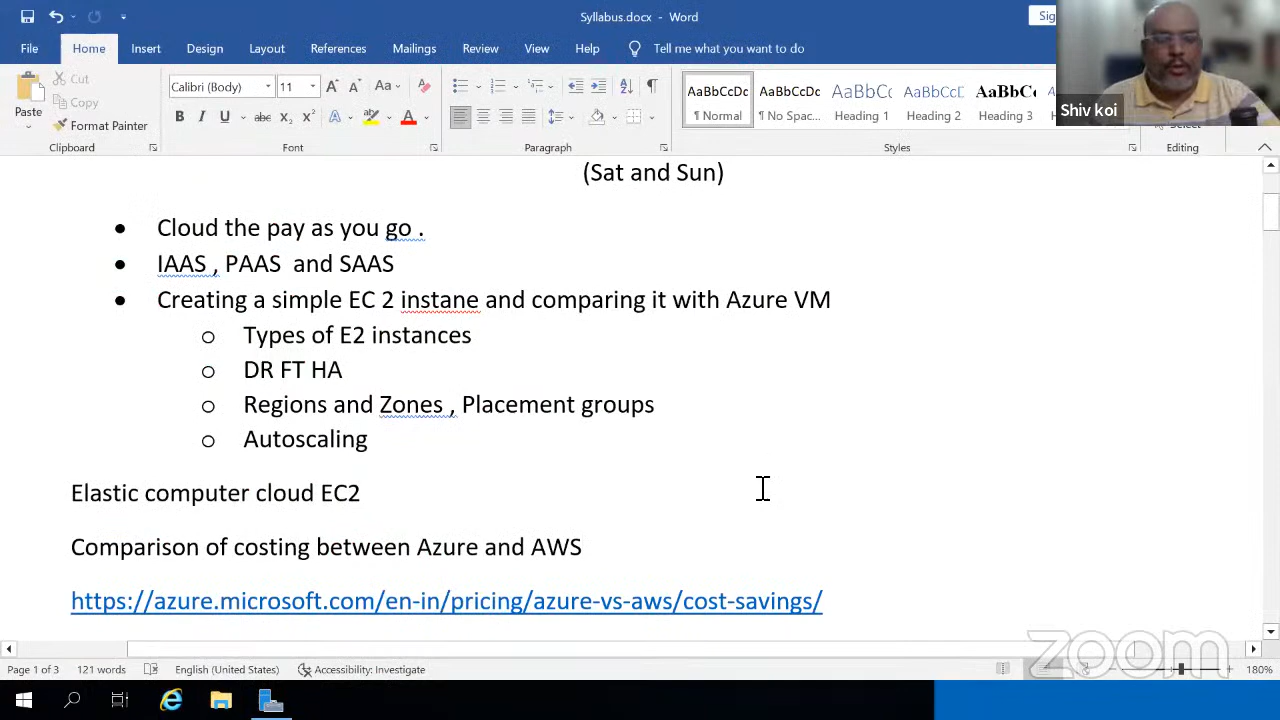 Syllabus.docx - Word
Sig
File Home Insert Design Layout References Mailings Review View Help Tell me what you want to do
Paste
Cut
Copy
Format Painter
Calibri (Body) 11
B I U abc x₂ x² A A
Aa
AaBbCcDc AaBbCcDc AaBbCc AaBbCcD AaBbCc
¶ Normal ¶ No Spac... Heading 1 Heading 2 Heading 3
Shiv koi
Clipboard Font Paragraph Styles Editing
(Sat and Sun)
• Cloud the pay as you go .
• IAAS , PAAS and SAAS
• Creating a simple EC 2 instane and comparing it with Azure VM
o Types of E2 instances
o DR FT HA
o Regions and Zones , Placement groups
o Autoscaling
Elastic computer cloud EC2
Comparison of costing between Azure and AWS
https://azure.microsoft.com/en-in/pricing/azure-vs-aws/cost-savings/
zoom
Page 1 of 3 121 words English (United States) Accessibility: Investigate 180%